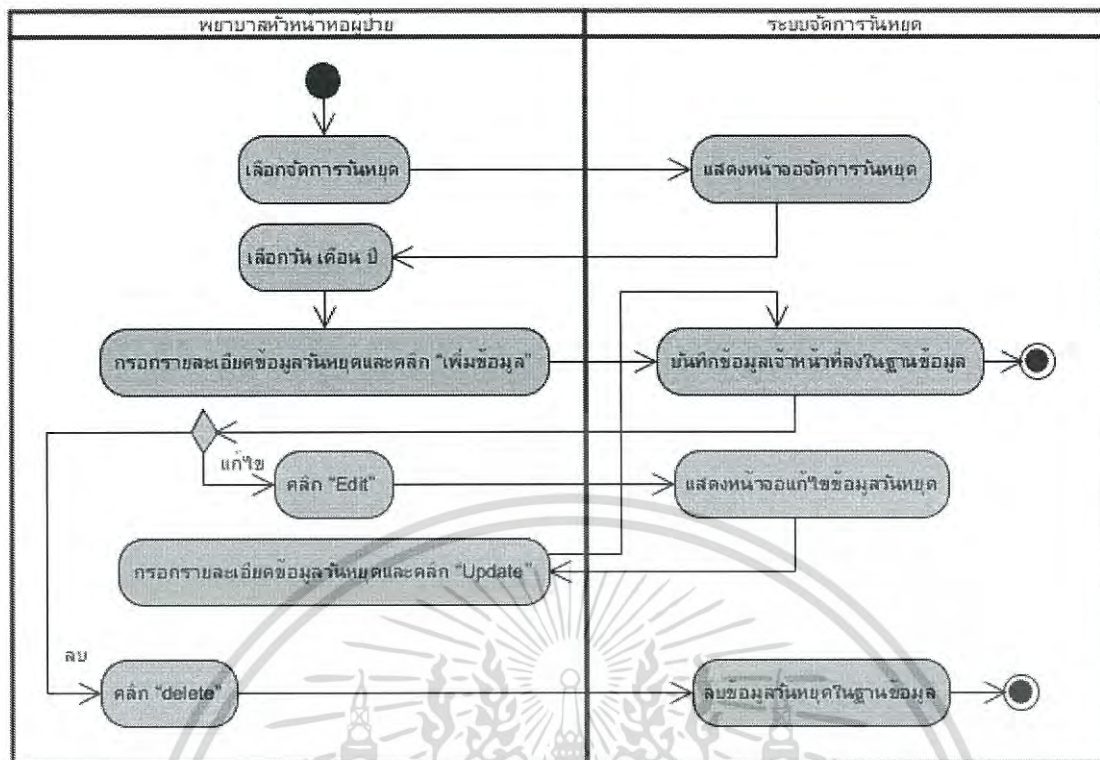 พยาบาลหัวหน้าหอผู้ป่วย
ระบบจัดการวันหยุด
เลือกจัดการวันหยุด
แสดงหน้าจอจัดการวันหยุด
เลือกวัน เดือน ปี
กรอกรายละเอียดข้อมูลวันหยุดและคลิก "เพิ่มข้อมูล"
บันทึกข้อมูลเจ้าหน้าที่ลงในฐานข้อมูล
แก้ไข
คลิก "Edit"
แสดงหน้าจอแก้ไขข้อมูลวันหยุด
กรอกรายละเอียดข้อมูลวันหยุดและคลิก "Update"
ลบ
คลิก "delete"
ลบข้อมูลวันหยุดในฐานข้อมูล